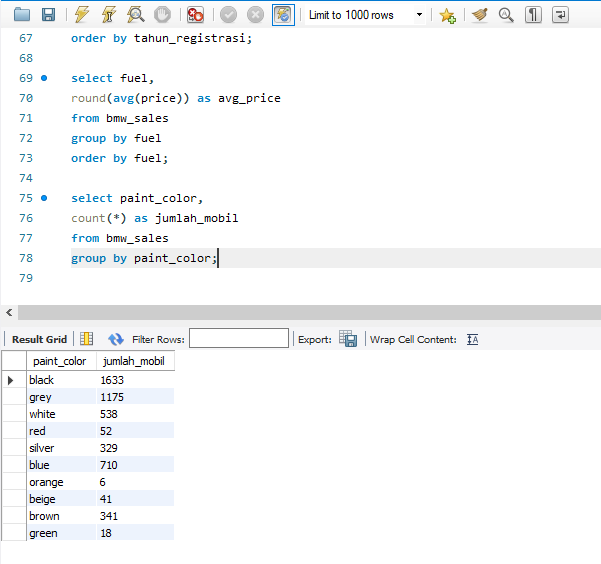 Limit to 1000 rows
67 order by tahun_registrasi;
68
69 select fuel,
70 round(avg(price)) as avg_price
71 from bmw_sales
72 group by fuel
73 order by fuel;
74
75 select paint_color,
76 count(*) as jumlah_mobil
77 from bmw_sales
78 group by paint_color;
79
Result Grid Filter Rows: Export: Wrap Cell Content:
paint_color jumlah_mobil
black 1633
grey 1175
white 538
red 52
silver 329
blue 710
orange 6
beige 41
brown 341
green 18